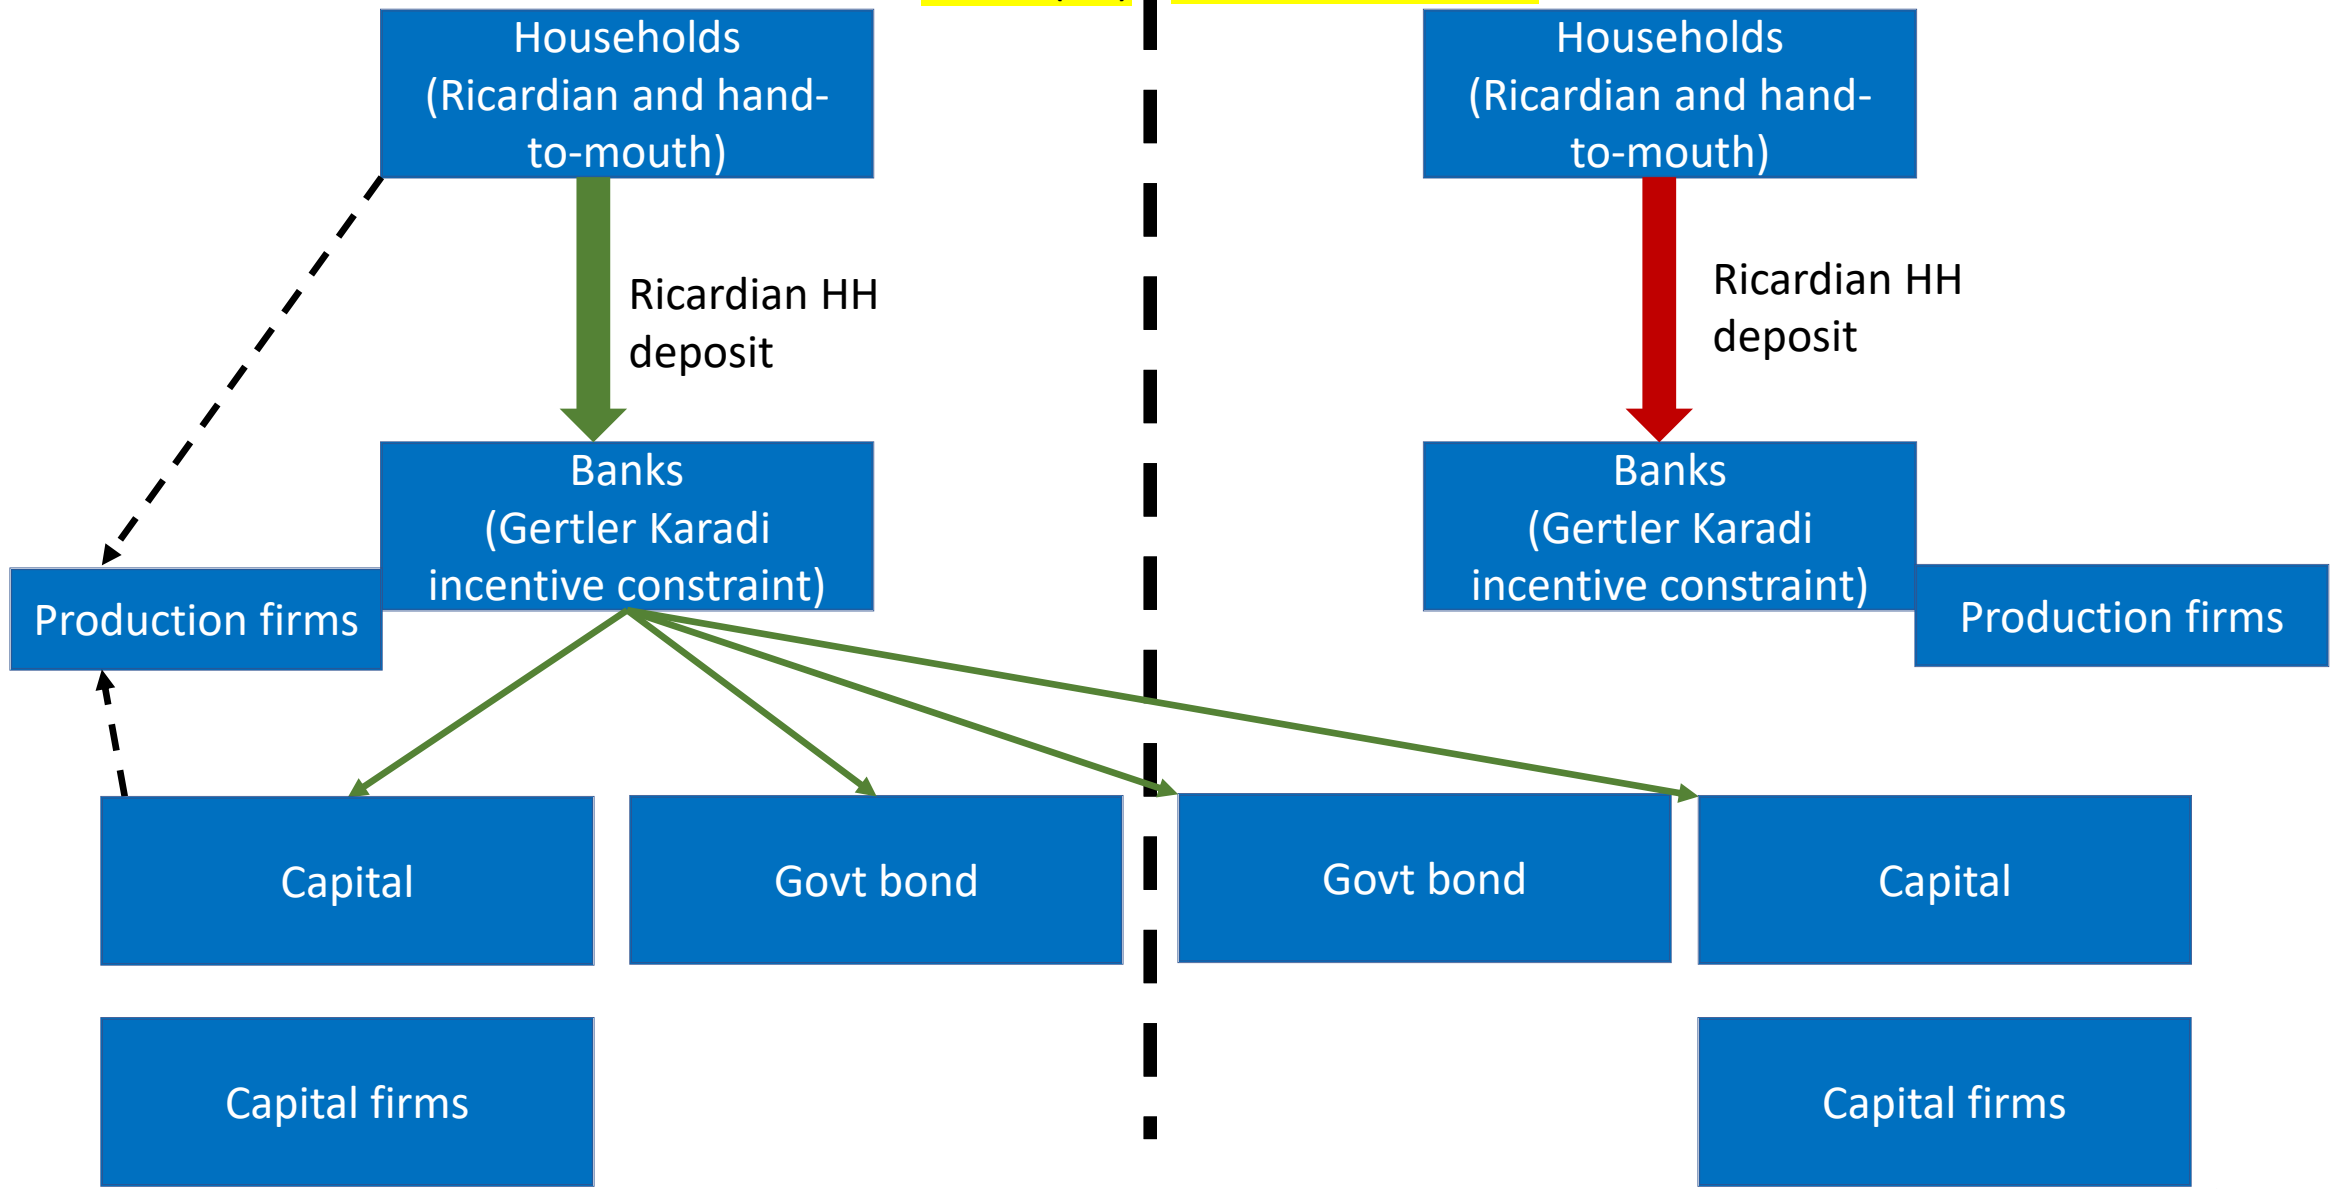 Households
(Ricardian and hand-
to-mouth)
Households
(Ricardian and hand-
to-mouth)
Ricardian HH
deposit
Ricardian HH
deposit
Banks
(Gertler Karadi
incentive constraint)
Banks
(Gertler Karadi
incentive constraint)
Production firms
Production firms
Capital
Govt bond
Govt bond
Capital
Capital firms
Capital firms